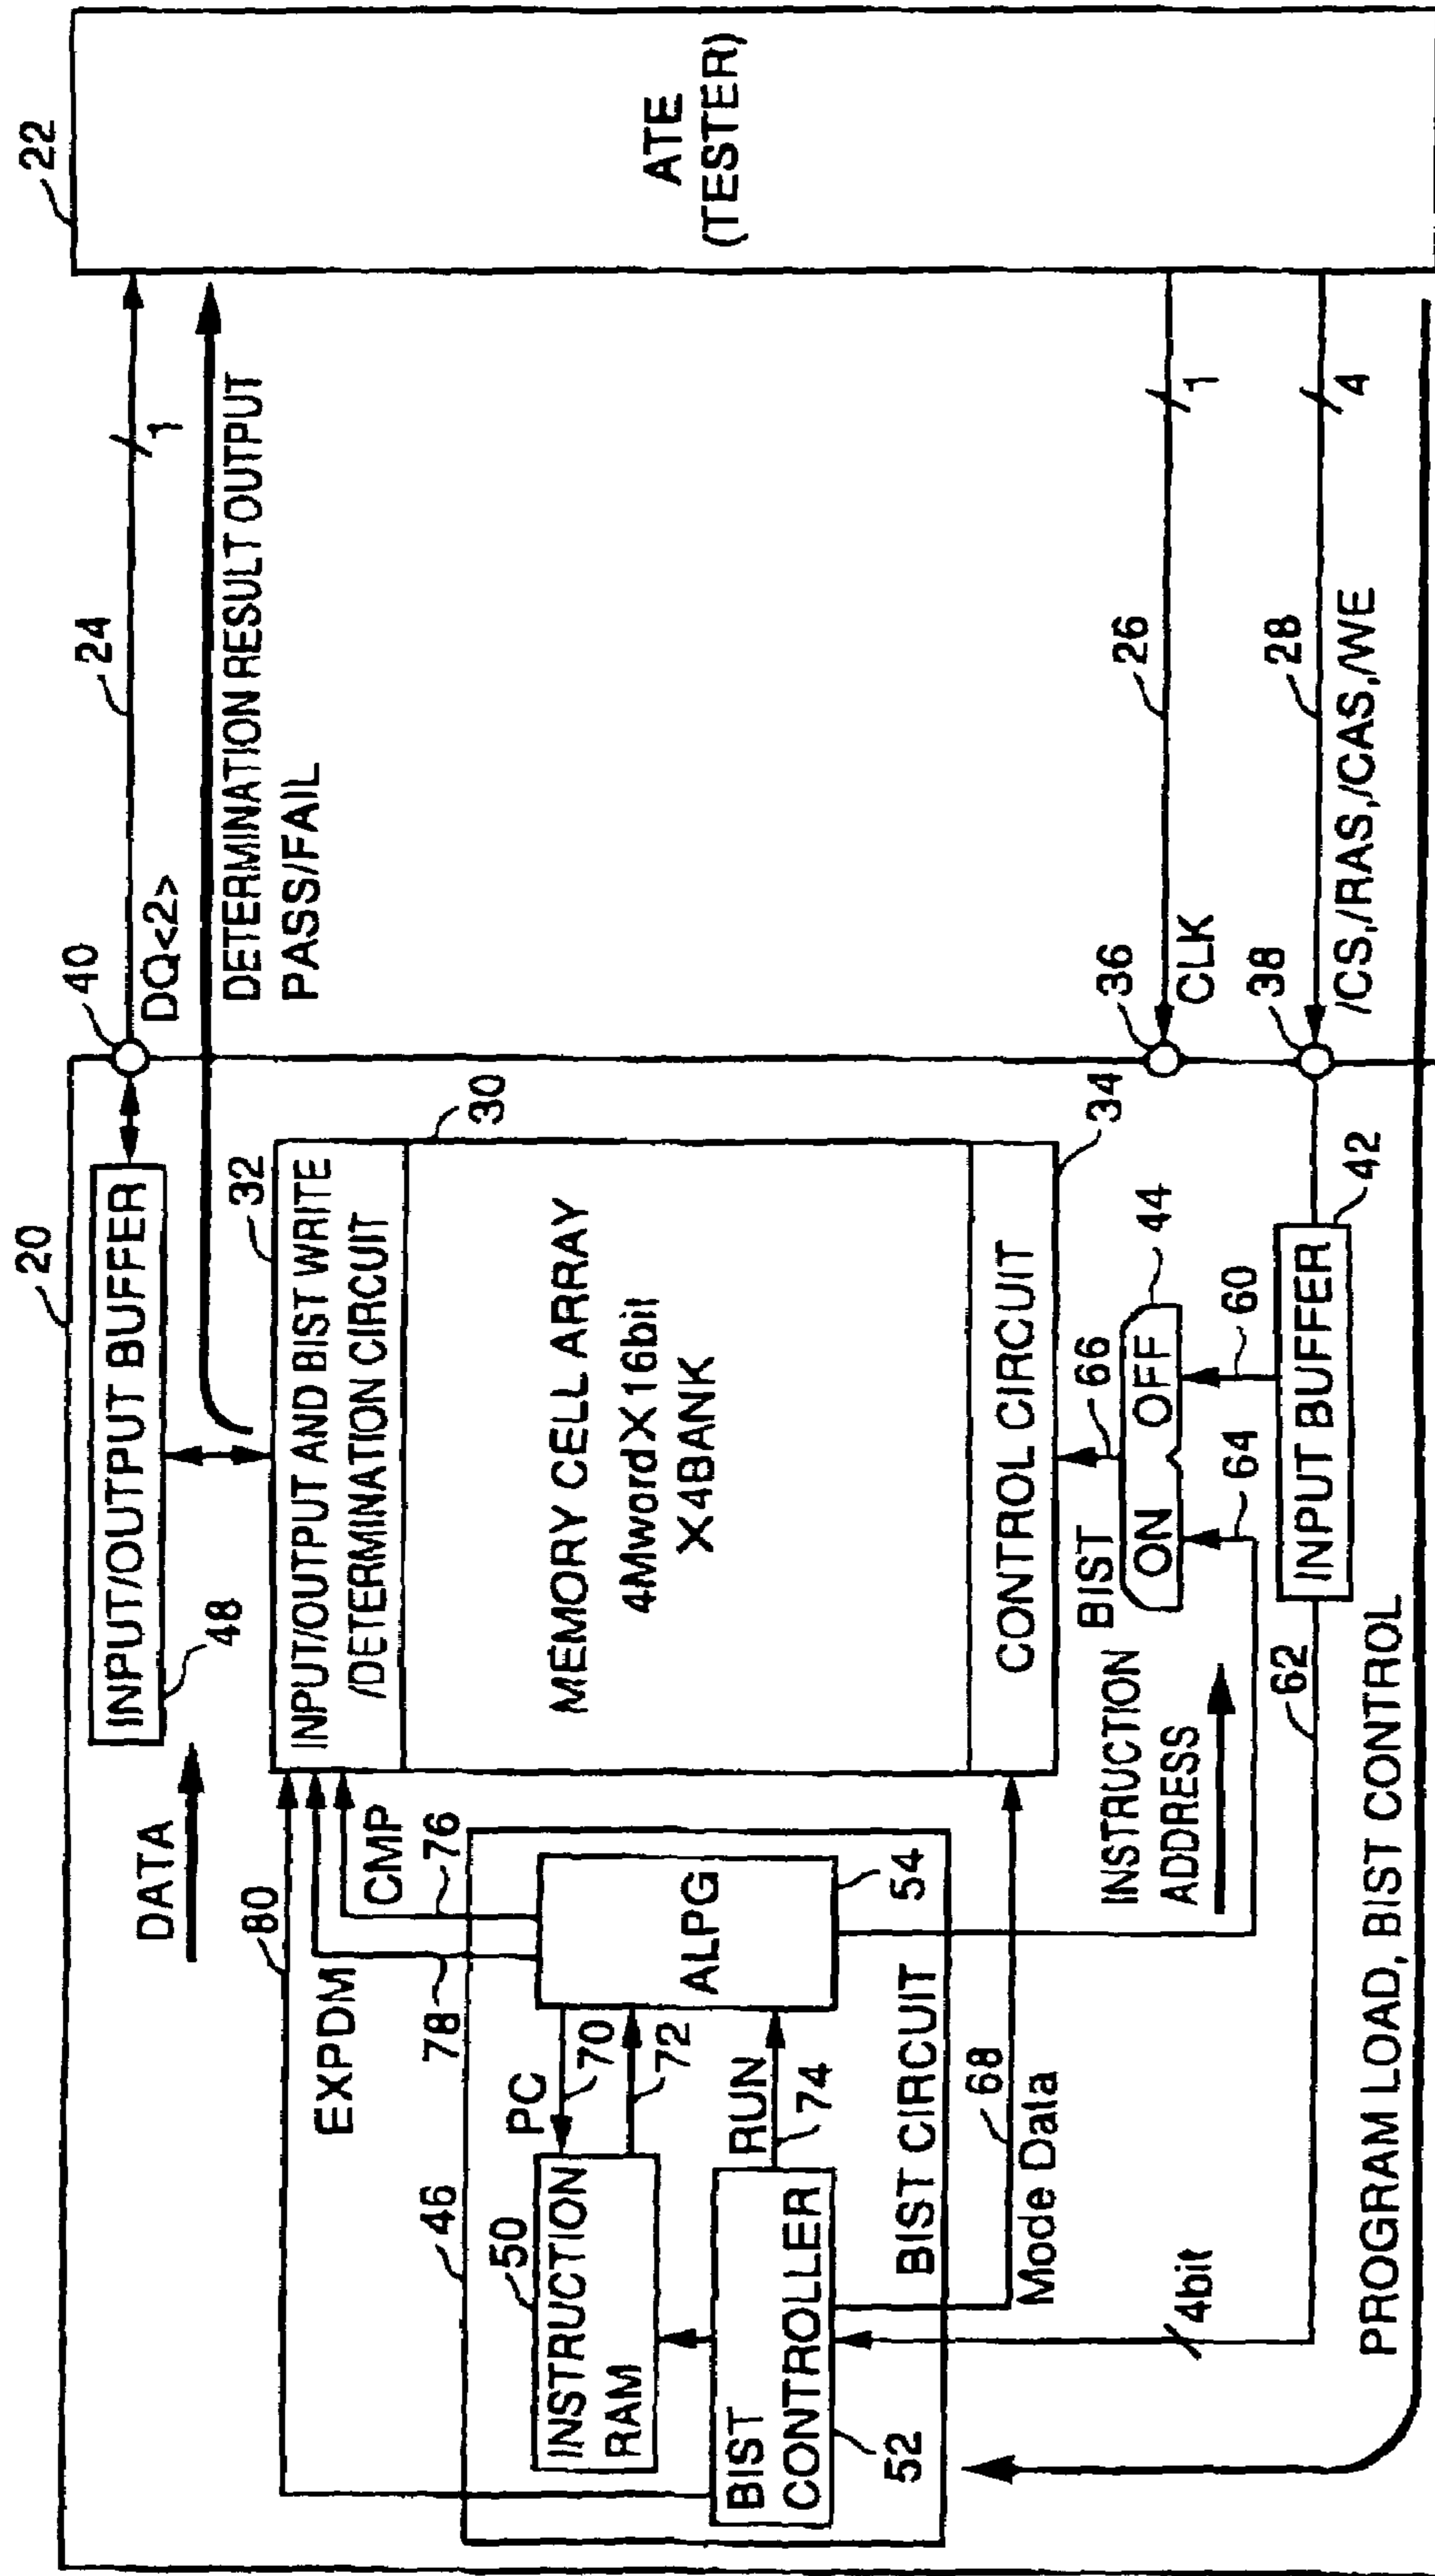 20
22
40
24
DQ<2>
1
DETERMINATION RESULT OUTPUT
PASS/FAIL
ATE
(TESTER)
INPUT/OUTPUT BUFFER
48
DATA
80
EXPDM
78
CMP
76
32
INPUT/OUTPUT AND BIST WRITE
/DETERMINATION CIRCUIT
30
MEMORY CELL ARRAY
4Mword×16bit
×4BANK
CONTROL CIRCUIT
34
46
50
INSTRUCTION
RAM
PC
70
72
ALPG
54
BIST
CONTROLLER
52
RUN
74
BIST CIRCUIT
68
Mode Data
INSTRUCTION
ADDRESS
BIST
66
ON
OFF
44
64
60
36
CLK
26
1
38
28
4
/CS,/RAS,/CAS,/WE
4bit
62
INPUT BUFFER
42
PROGRAM LOAD, BIST CONTROL